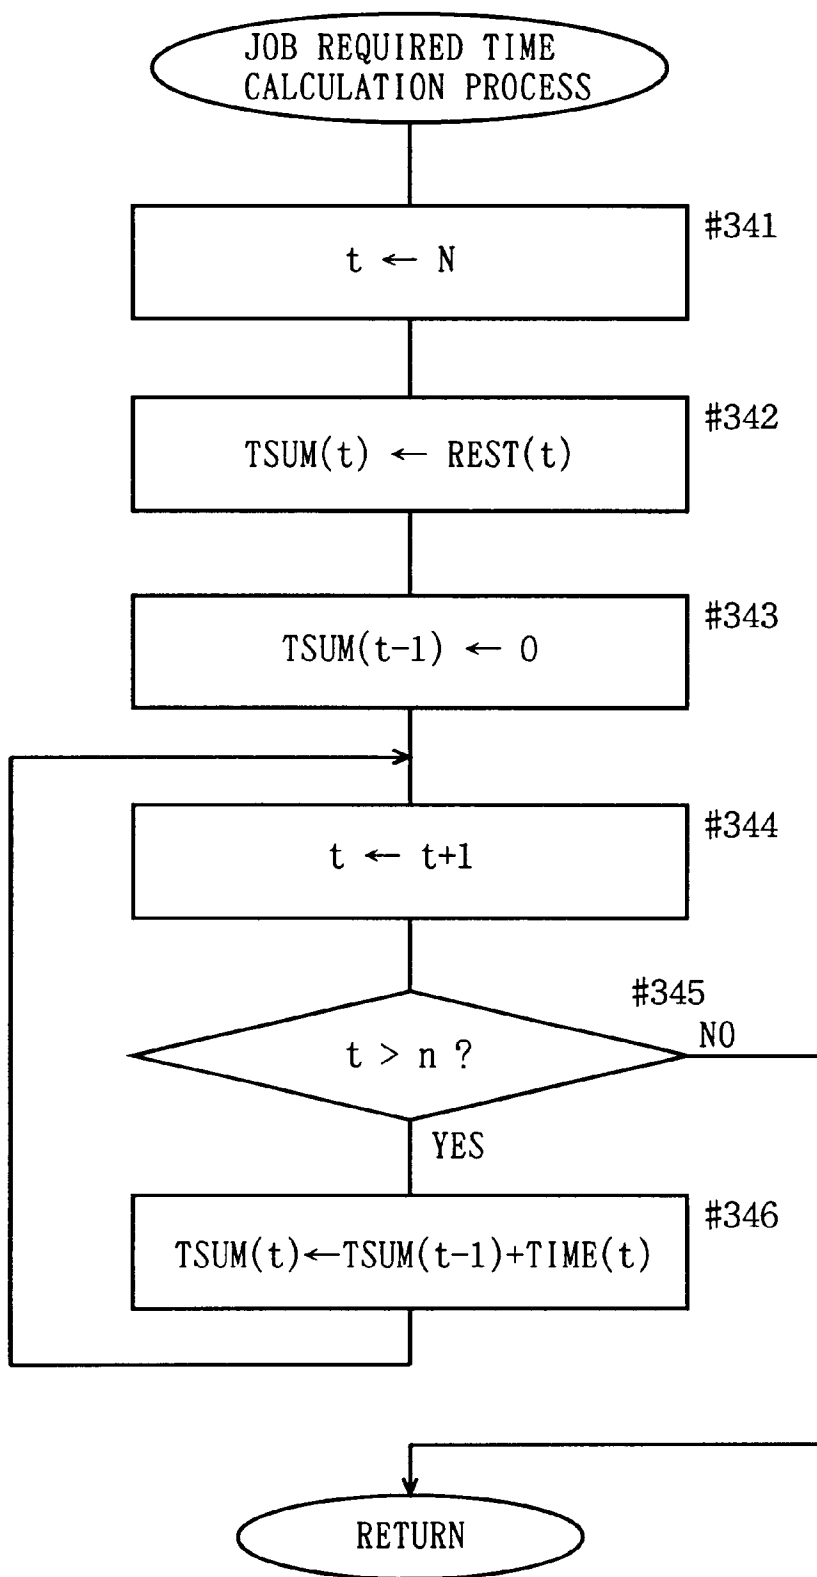 JOB REQUIRED TIME
CALCULATION PROCESS
#341
t ← N
#342
TSUM(t) ← REST(t)
#343
TSUM(t-1) ← 0
#344
t ← t+1
#345
t > n ?
NO
YES
#346
TSUM(t)←TSUM(t-1)+TIME(t)
RETURN